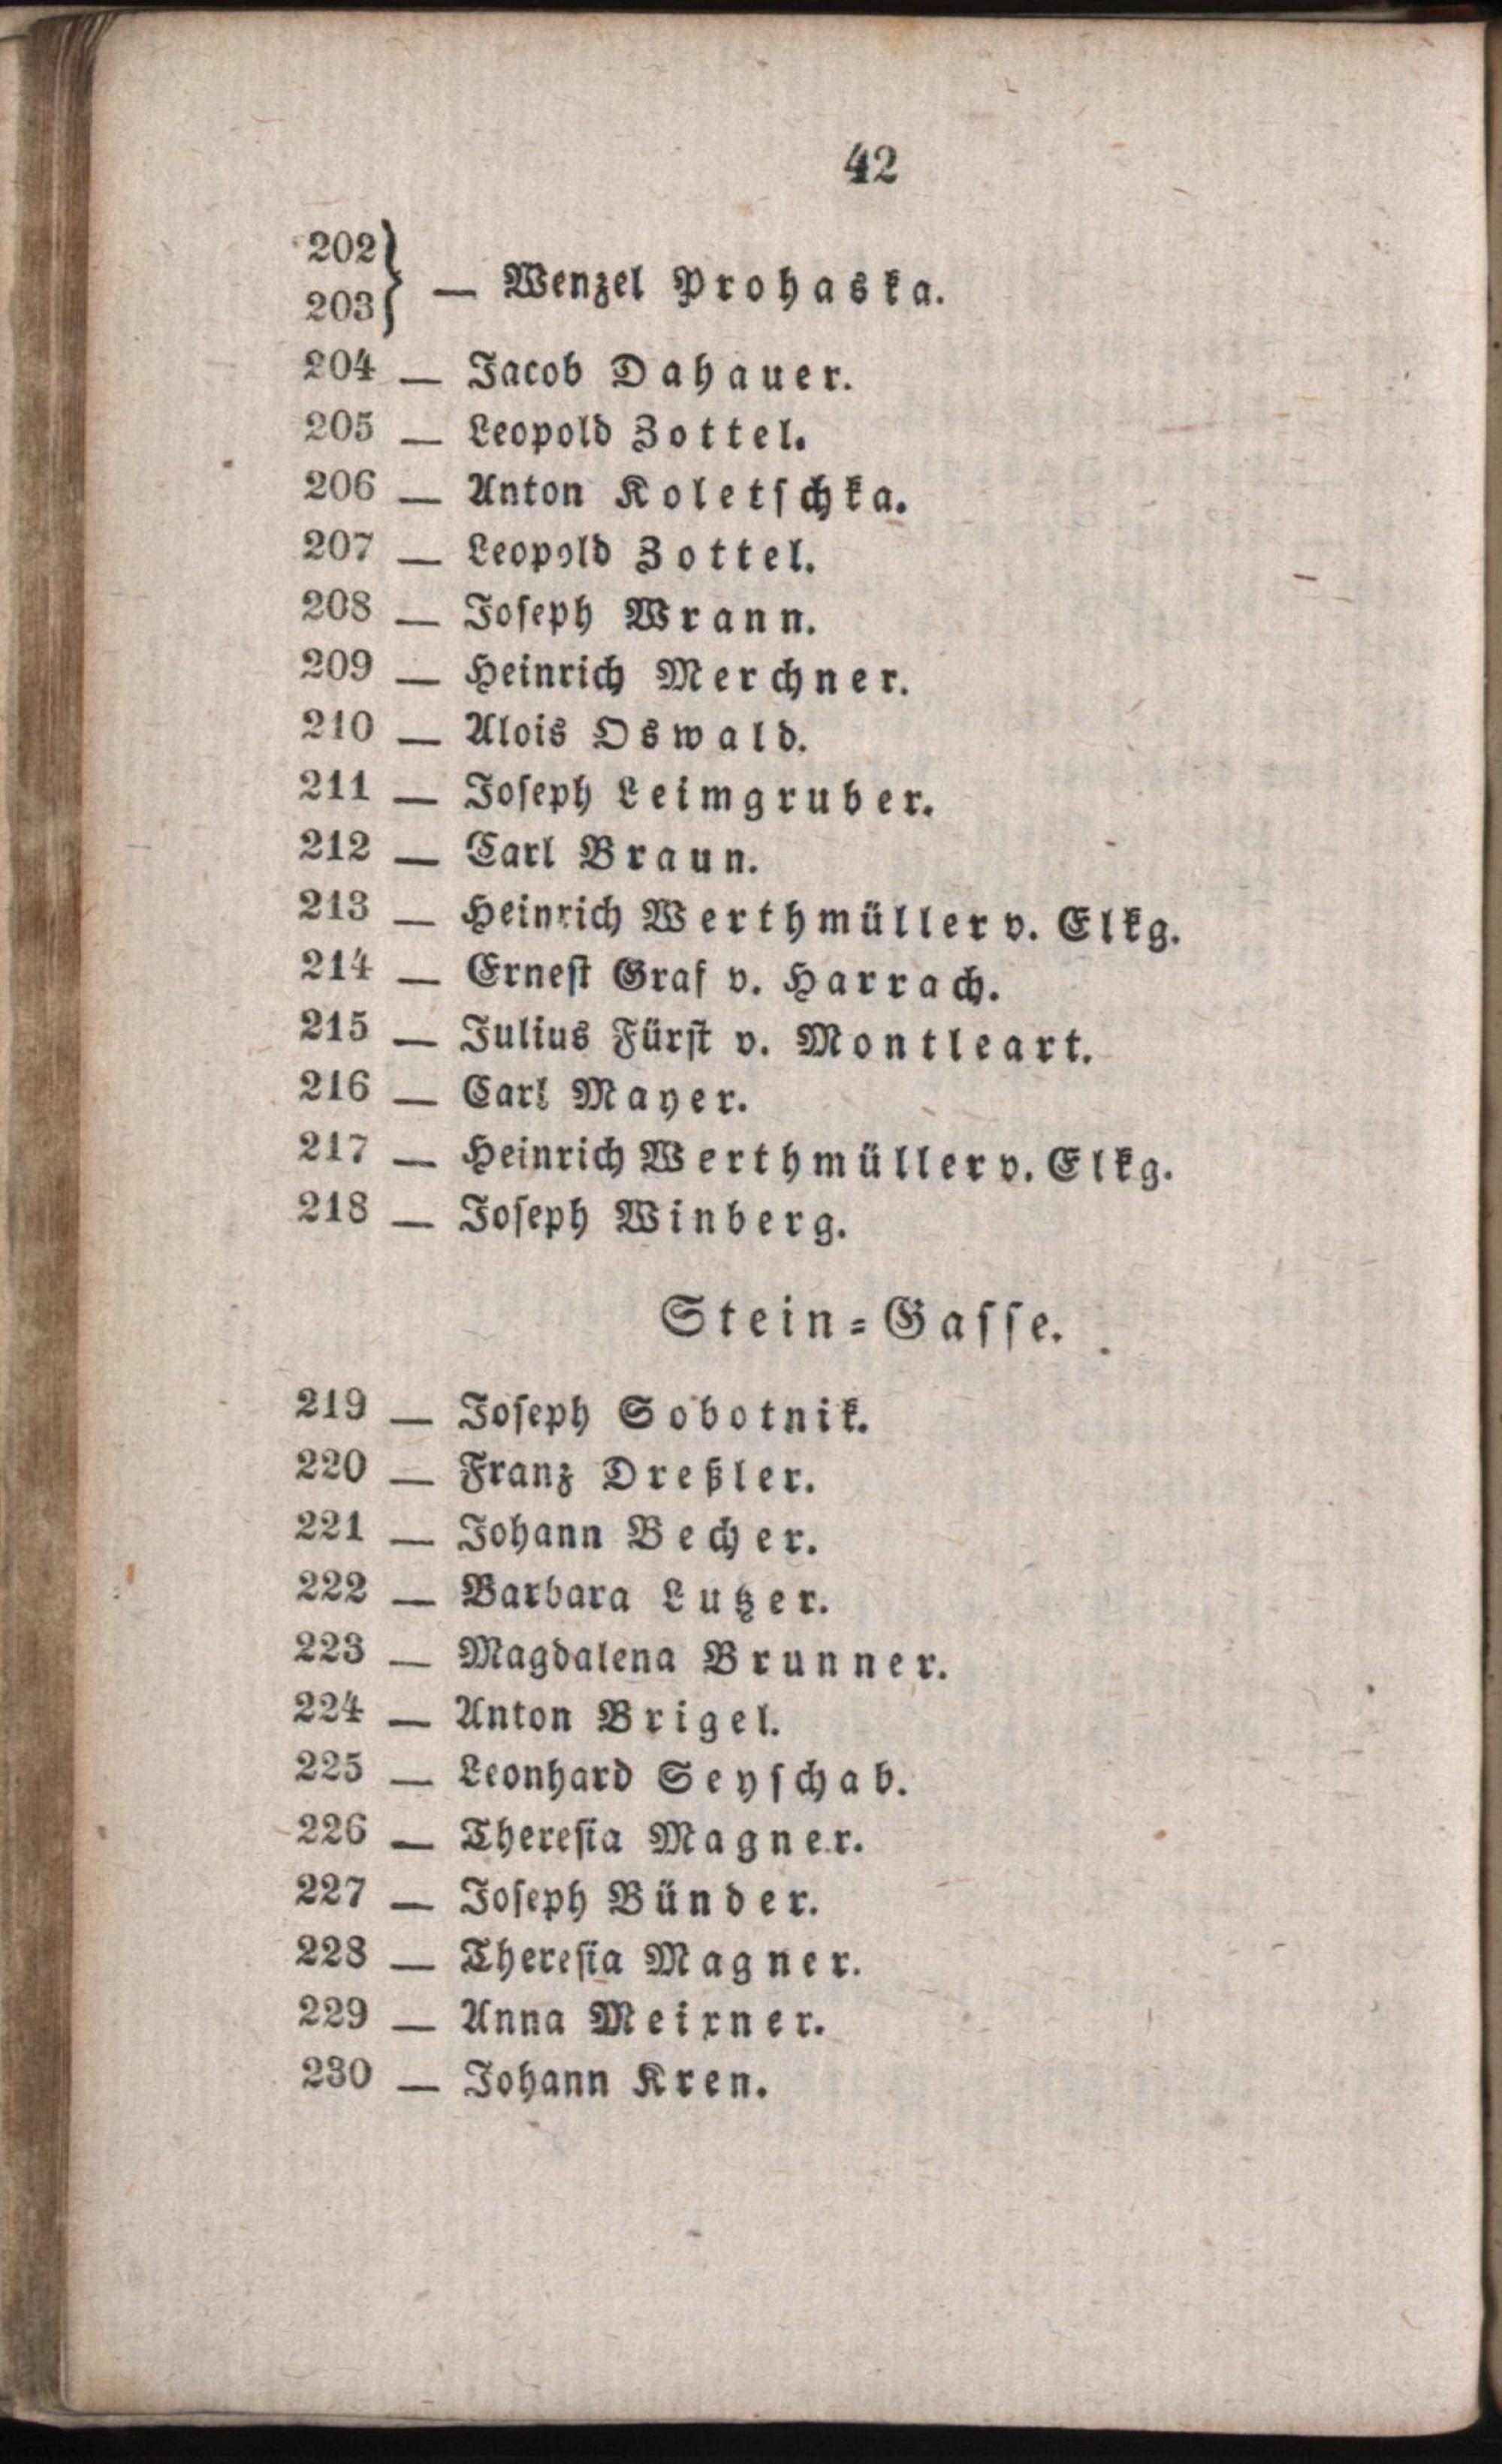 42
202
203} — Wenzel Prohaska.
204 — Jacob Dahauer.
205 — Leopold Zottel.
206 — Anton Koletschka.
207 — Leopold Zottel.
208 — Joseph Wrann.
209 — Heinrich Merchner.
210 — Alois Oswald.
211 — Joseph Leimgruber.
212 — Carl Braun.
213 — Heinrich Werthmüller v. Elkg.
214 — Ernest Graf v. Harrach.
215 — Julius Fürst v. Montleart.
216 — Carl Mayer.
217 — Heinrich Werthmüller v. Elkg.
218 — Joseph Winberg.
Stein-Gasse.
219 — Joseph Sobotnik.
220 — Franz Dreßler.
221 — Johann Becher.
222 — Barbara Lutzer.
223 — Magdalena Brunner.
224 — Anton Brigel.
225 — Leonhard Seyschab.
226 — Theresia Magner.
227 — Joseph Bünder.
228 — Theresia Magner.
229 — Anna Meixner.
230 — Johann Kren.